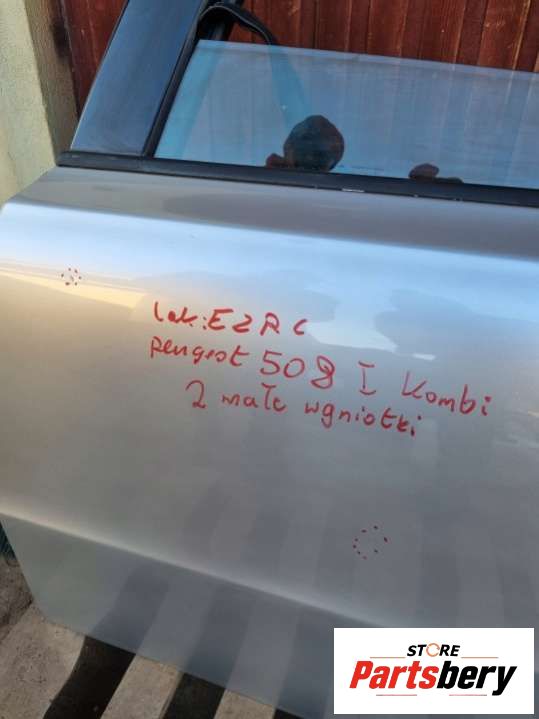 Lak: EZRC
Peugeot 508 I Kombi
2 małe wgniotki
STORE
Partsbery